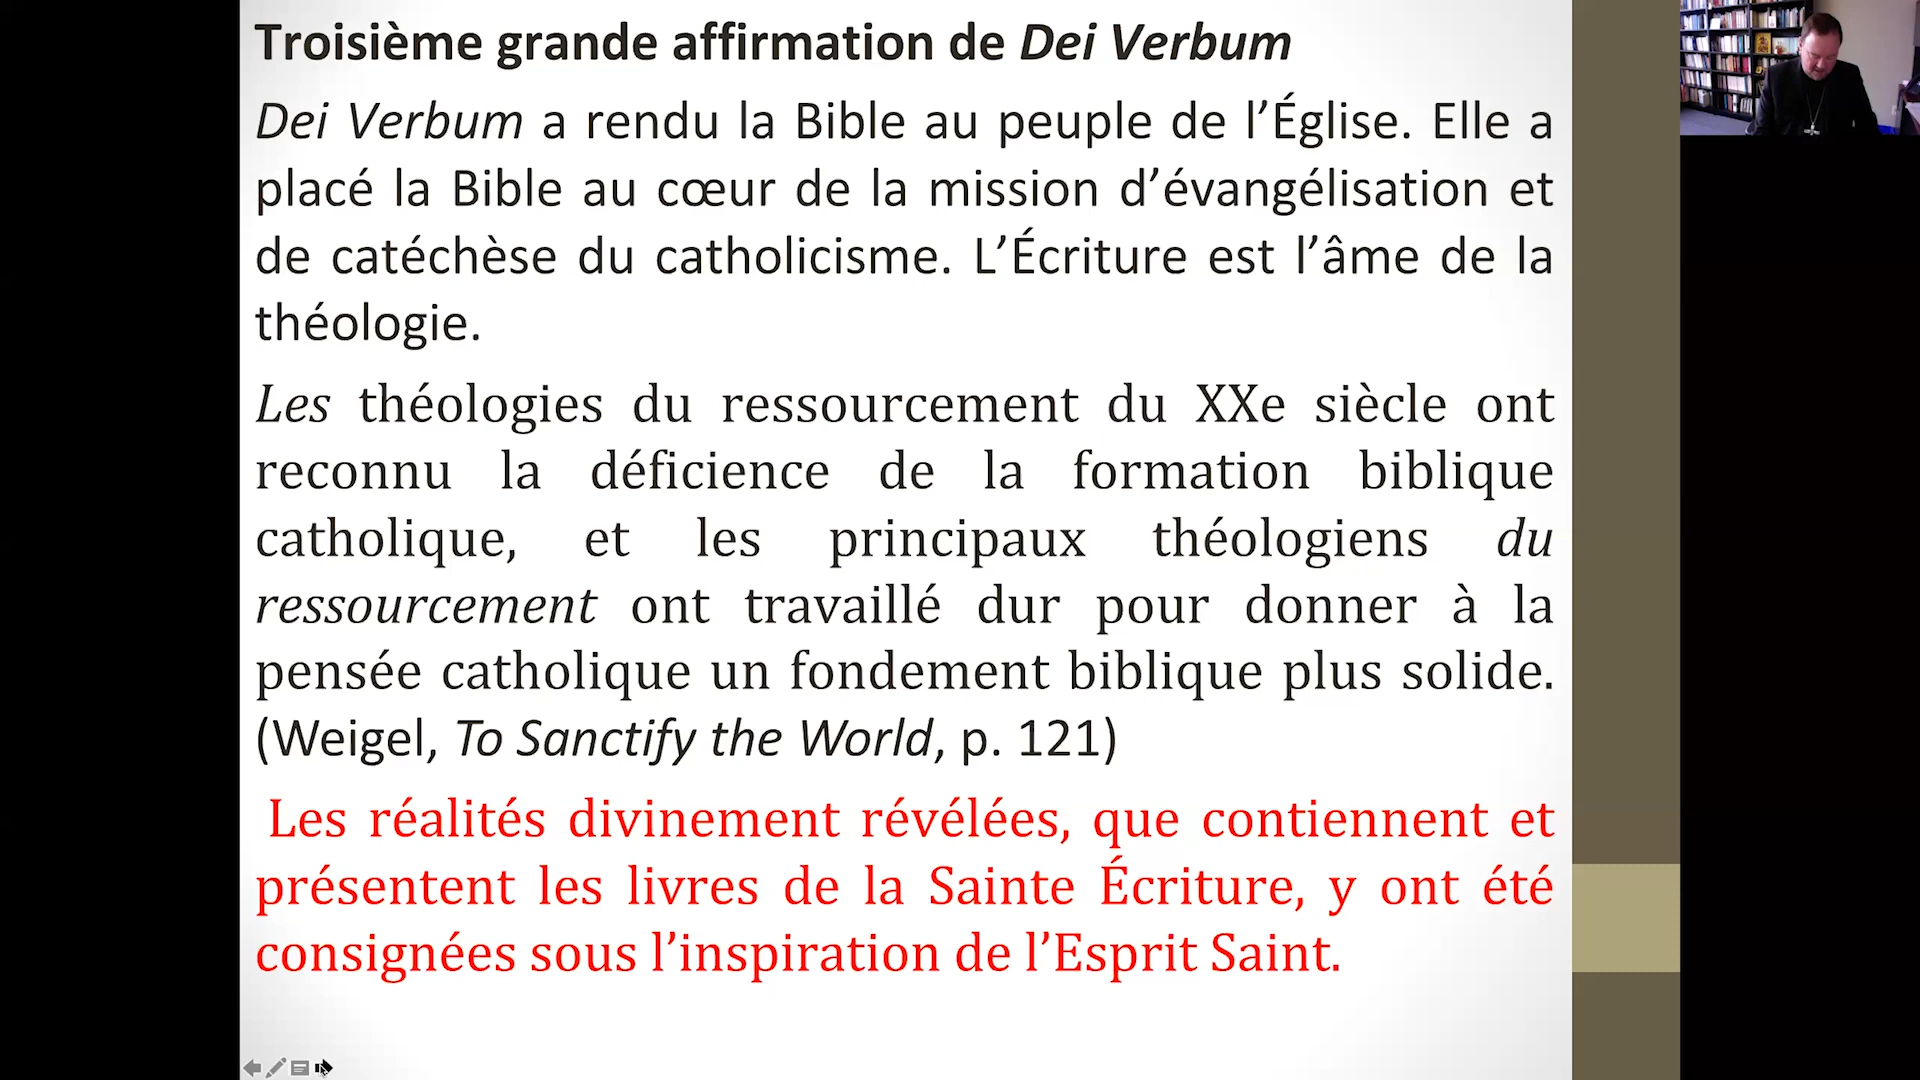 Troisième grande affirmation de Dei Verbum
Dei Verbum a rendu la Bible au peuple de l’Église. Elle a
placé la Bible au cœur de la mission d’évangélisation et
de catéchèse du catholicisme. L’Écriture est l’âme de la
théologie.
Les théologies du ressourcement du XXe siècle ont
reconnu la déficience de la formation biblique
catholique, et les principaux théologiens du
ressourcement ont travaillé dur pour donner à la
pensée catholique un fondement biblique plus solide.
(Weigel, To Sanctify the World, p. 121)
Les réalités divinement révélées, que contiennent et
présentent les livres de la Sainte Écriture, y ont été
consignées sous l’inspiration de l’Esprit Saint.